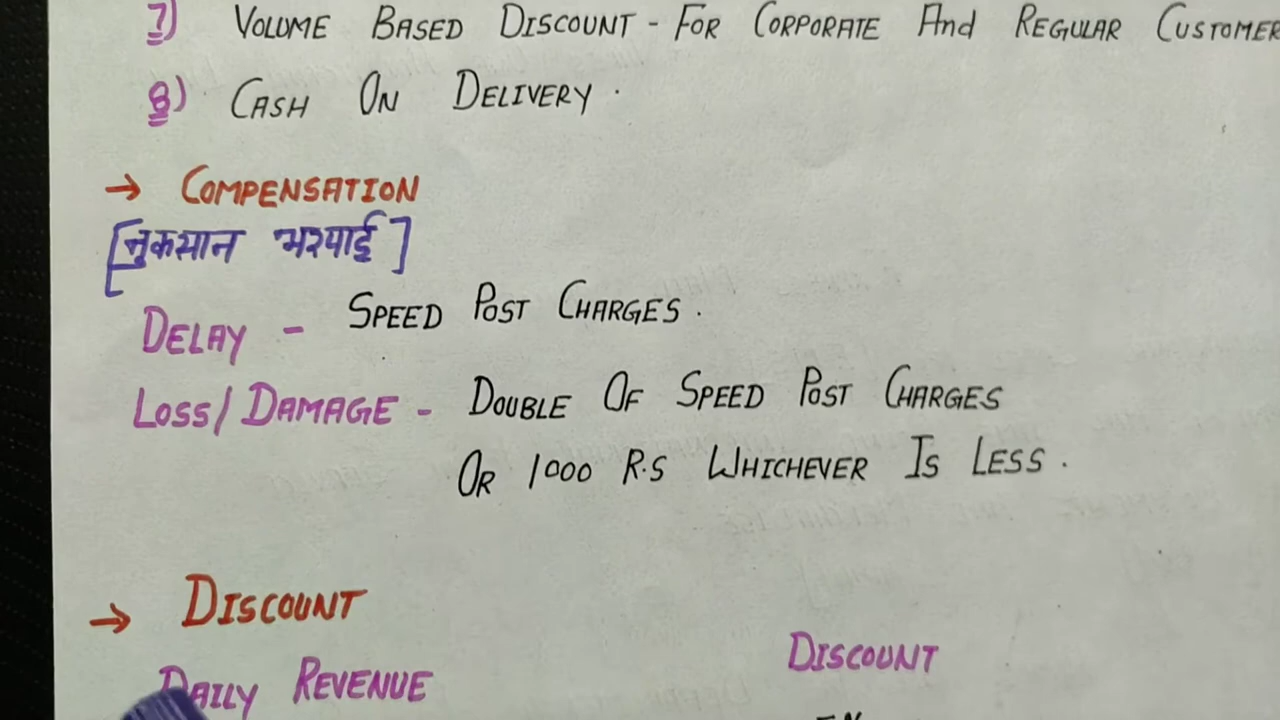 7) VOLUME BASED DISCOUNT - FOR CORPORATE AND REGULAR CUSTOMER
8) CASH ON DELIVERY .
→ COMPENSATION
[नुकसान भरपाई]
DELAY - SPEED POST CHARGES .
LOSS/DAMAGE - DOUBLE OF SPEED POST CHARGES
OR 1000 R.S WHICHEVER IS LESS .
→ DISCOUNT
DAILY REVENUE DISCOUNT